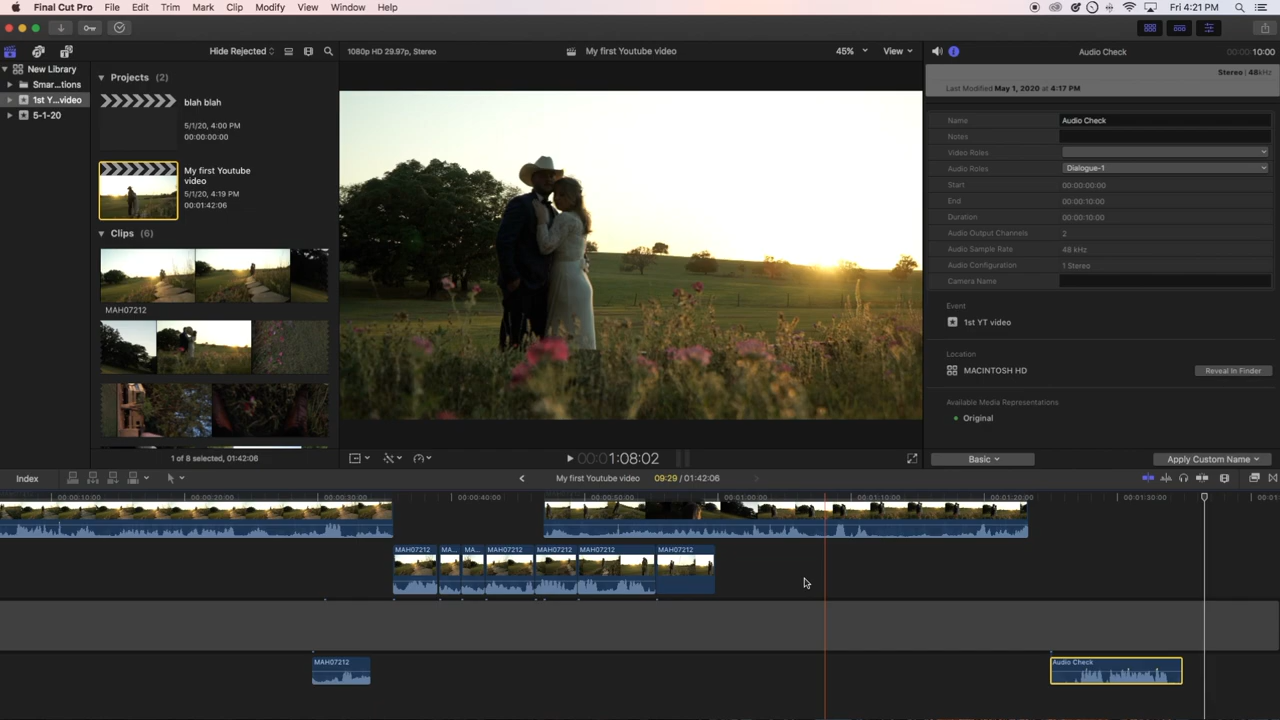 Final Cut Pro File Edit Trim Mark Clip Modify View Window Help Fri 4:21 PM
Hide Rejected 1080p HD 29.97p, Stereo My first Youtube video 45% View Audio Check 00:00:10:00
New Library
Smar...tions
1st Y...video
5-1-20
Projects (2)
blah blah
5/1/20, 4:00 PM
00:00:00:00
My first Youtube
video
5/1/20, 4:19 PM
00:01:42:06
Clips (6)
MAH07212
1 of 8 selected, 01:42:06
00:01:08:02
Stereo | 48kHz
Last Modified May 1, 2020 at 4:17 PM
Name Audio Check
Notes
Video Roles
Audio Roles Dialogue-1
Start 00:00:00:00
End 00:00:10:00
Duration 00:00:10:00
Audio Output Channels 2
Audio Sample Rate 48 kHz
Audio Configuration 1 Stereo
Camera Name
Event
1st YT video
Location
MACINTOSH HD Reveal In Finder
Available Media Representations
Original
Basic Apply Custom Name
Index My first Youtube video 09:29 / 01:42:06
00:00:10:00 00:00:20:00 00:00:30:00 00:00:40:00 00:00:50:00 00:01:00:00 00:01:10:00 00:01:20:00 00:01:30:00
MAH07212 MA... MA... MAH07212 MAH07212 MAH07212 MAH07212
MAH07212 Audio Check